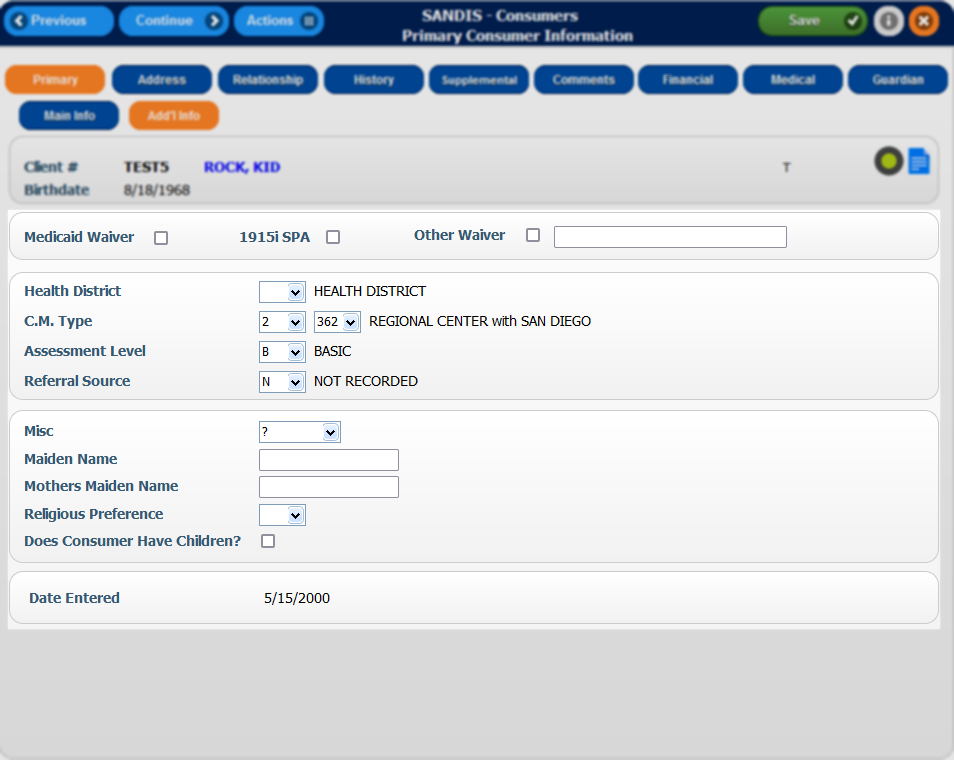 Previous Continue Actions SANDIS - Consumers Save
Primary Consumer Information
Primary Address Relationship History Supplemental Comments Financial Medical Guardian
Main Info Add'l Info
Client # TEST5 ROCK, KID T
Birthdate 8/18/1968
Medicaid Waiver 1915i SPA Other Waiver
Health District HEALTH DISTRICT
C.M. Type 2 362 REGIONAL CENTER with SAN DIEGO
Assessment Level B BASIC
Referral Source N NOT RECORDED
Misc ?
Maiden Name
Mothers Maiden Name
Religious Preference
Does Consumer Have Children?
Date Entered 5/15/2000